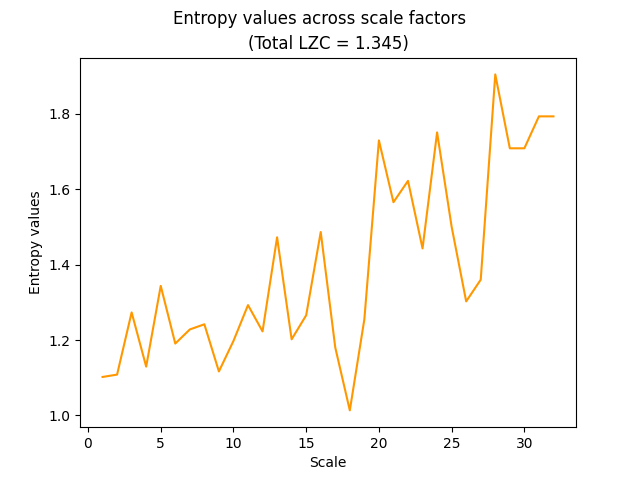 Entropy values across scale factors
(Total LZC = 1.345)
Entropy values
1.8
1.6
1.4
1.2
1.0
0 5 10 15 20 25 30
Scale